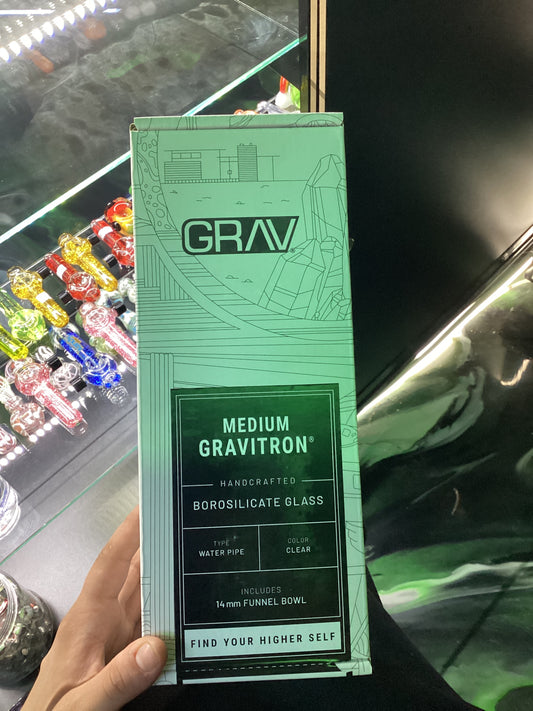 GRAV
MEDIUM
GRAVITRON®
HANDCRAFTED
BOROSILICATE GLASS
TYPE
WATER PIPE
COLOR
CLEAR
INCLUDES
14mm FUNNEL BOWL
FIND YOUR HIGHER SELF